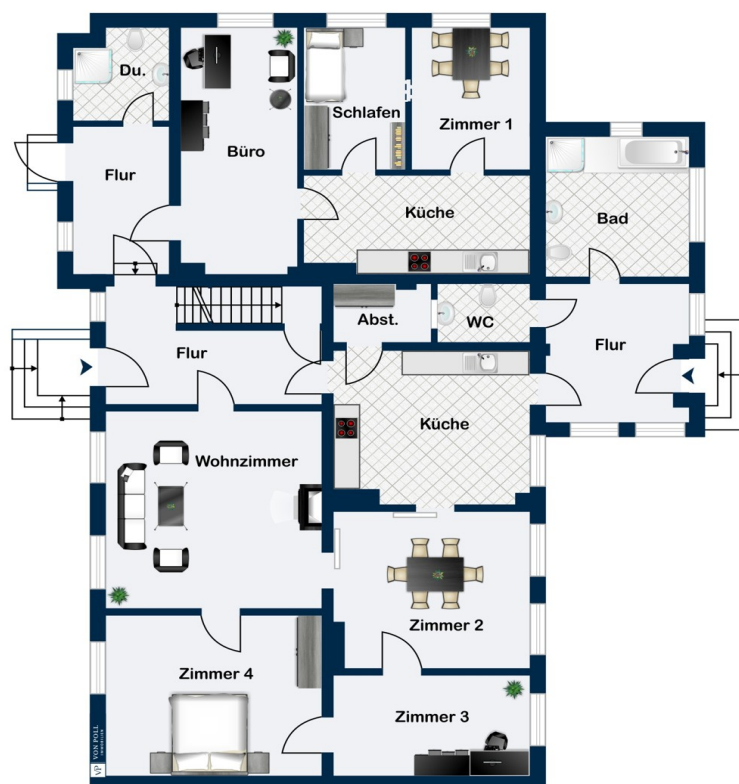 Du.
Schlafen
Zimmer 1
Büro
Flur
Küche
Bad
Abst.
WC
Flur
Flur
Küche
Wohnzimmer
Zimmer 2
Zimmer 4
Zimmer 3
VP VON POLL
IMMOBILIEN